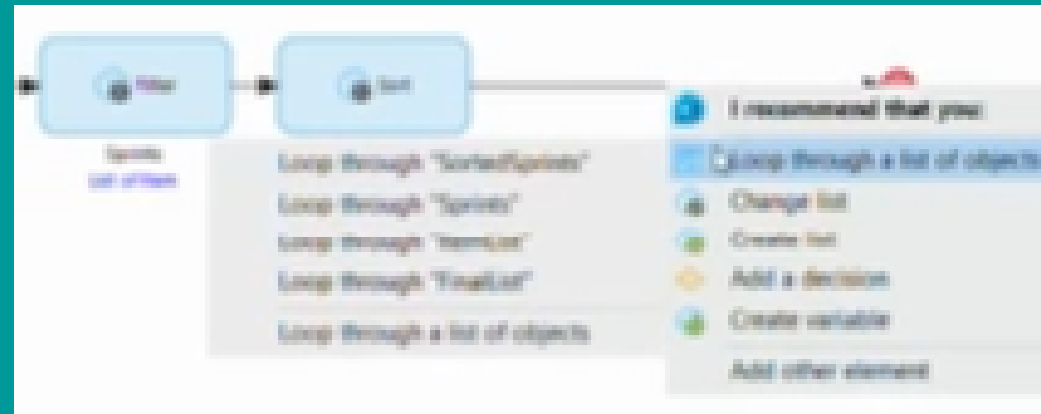 Filter
Sort
Sprints
List of Item
Loop through "SortedSprints"
Loop through "Sprints"
Loop through "ItemList"
Loop through "FinalList"
Loop through a list of objects
I recommend that you:
Loop through a list of objects
Change list
Create list
Add a decision
Create variable
Add other element